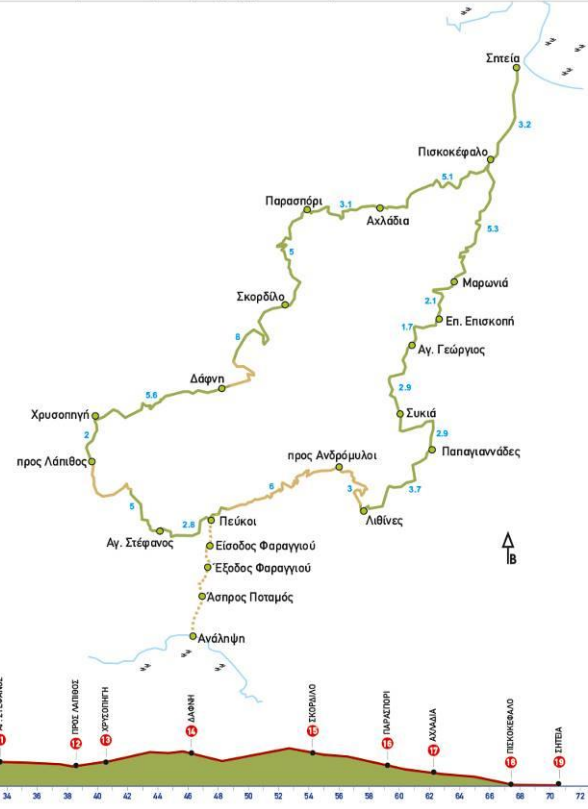 Σητεία
3.2
Πισκοκέφαλο
5.1
Παρασπόρι
3.1
Αχλάδια
5.3
5
Μαρωνιά
Σκορδίλο
2.1
Επ. Επισκοπή
1.7
8
Αγ. Γεώργιος
Δάφνη
5.6
2.9
Χρυσοπηγή
Συκιά
2
2.9
προς Λάπιθος
προς Ανδρόμυλοι
Παπαγιαννάδες
6
3
3.7
5
2.8
Πεύκοι
Λιθίνες
Αγ. Στέφανος
Είσοδος Φαραγγιού
Β
Έξοδος Φαραγγιού
Άσπρος Ποταμός
Ανάληψη
ΠΡΟΣ ΛΑΠΙΘΟΣ
ΧΡΥΣΟΠΗΓΗ
ΔΑΦΝΗ
ΣΚΟΡΔΙΛΟ
ΠΑΡΑΣΠΟΡΙ
ΑΧΛΑΔΙΑ
ΠΙΣΚΟΚΕΦΑΛΟ
ΣΗΤΕΙΑ
12 13 14 15 16 17 18 19
34 36 38 40 42 44 46 48 50 52 54 56 58 60 62 64 66 68 70 72